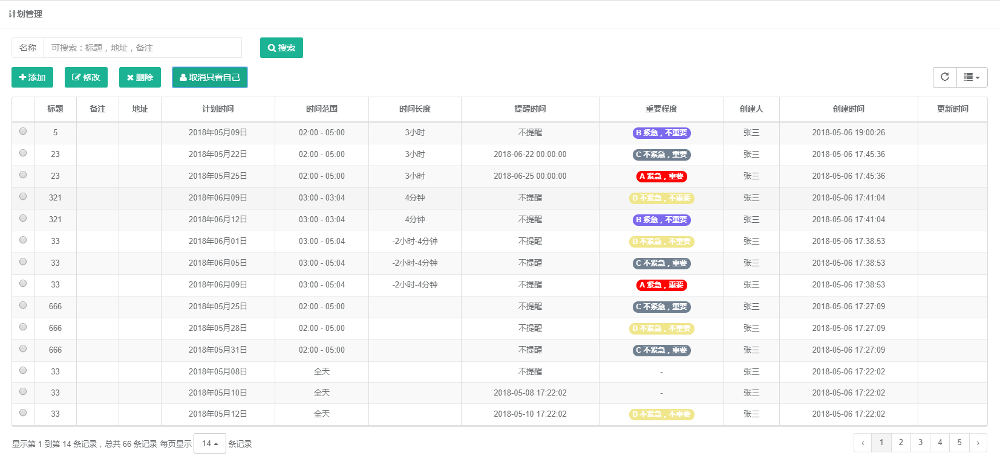 计划管理
名称 可搜索：标题，地址，备注 搜索
添加 修改 删除 取消只看自己
标题 备注 地址 计划时间 时间范围 时间长度 提醒时间 重要程度 创建人 创建时间 更新时间
5 2018年05月09日 02:00 - 05:00 3小时 不提醒 B 紧急，不重要 张三 2018-05-06 19:00:26
23 2018年05月22日 02:00 - 05:00 3小时 2018-06-22 00:00:00 C 不紧急，重要 张三 2018-05-06 17:45:36
23 2018年05月25日 02:00 - 05:00 3小时 2018-06-25 00:00:00 A 紧急，重要 张三 2018-05-06 17:45:36
321 2018年06月09日 03:00 - 03:04 4分钟 不提醒 D 不紧急，不重要 张三 2018-05-06 17:41:04
321 2018年06月12日 03:00 - 03:04 4分钟 不提醒 B 紧急，不重要 张三 2018-05-06 17:41:04
33 2018年06月01日 03:00 - 05:04 -2小时-4分钟 不提醒 D 不紧急，不重要 张三 2018-05-06 17:38:53
33 2018年06月05日 03:00 - 05:04 -2小时-4分钟 不提醒 C 不紧急，重要 张三 2018-05-06 17:38:53
33 2018年06月09日 03:00 - 05:04 -2小时-4分钟 不提醒 A 紧急，重要 张三 2018-05-06 17:38:53
666 2018年05月25日 02:00 - 05:00 不提醒 C 不紧急，重要 张三 2018-05-06 17:27:09
666 2018年05月28日 02:00 - 05:00 不提醒 D 不紧急，不重要 张三 2018-05-06 17:27:09
666 2018年05月31日 02:00 - 05:00 不提醒 C 不紧急，重要 张三 2018-05-06 17:27:09
33 2018年05月08日 全天 不提醒 - 张三 2018-05-06 17:22:02
33 2018年05月10日 全天 2018-05-08 17:22:02 - 张三 2018-05-06 17:22:02
33 2018年05月12日 全天 2018-05-10 17:22:02 D 不紧急，不重要 张三 2018-05-06 17:22:02
显示第 1 到第 14 条记录，总共 66 条记录 每页显示 14 条记录 ‹ 1 2 3 4 5 ›